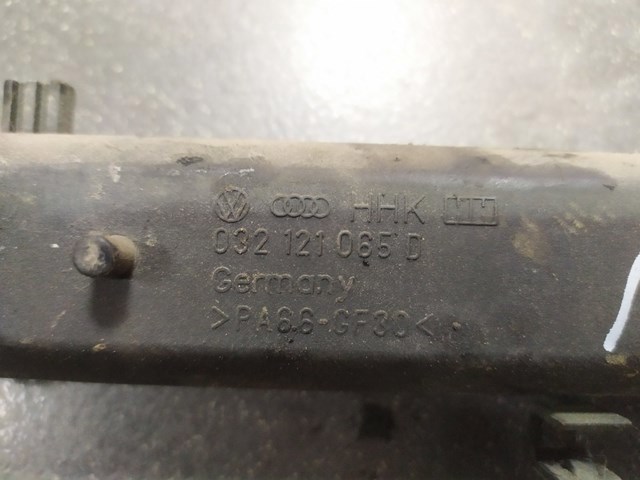 HHK
032 121 065 D
Germany
>PA66-GF30<